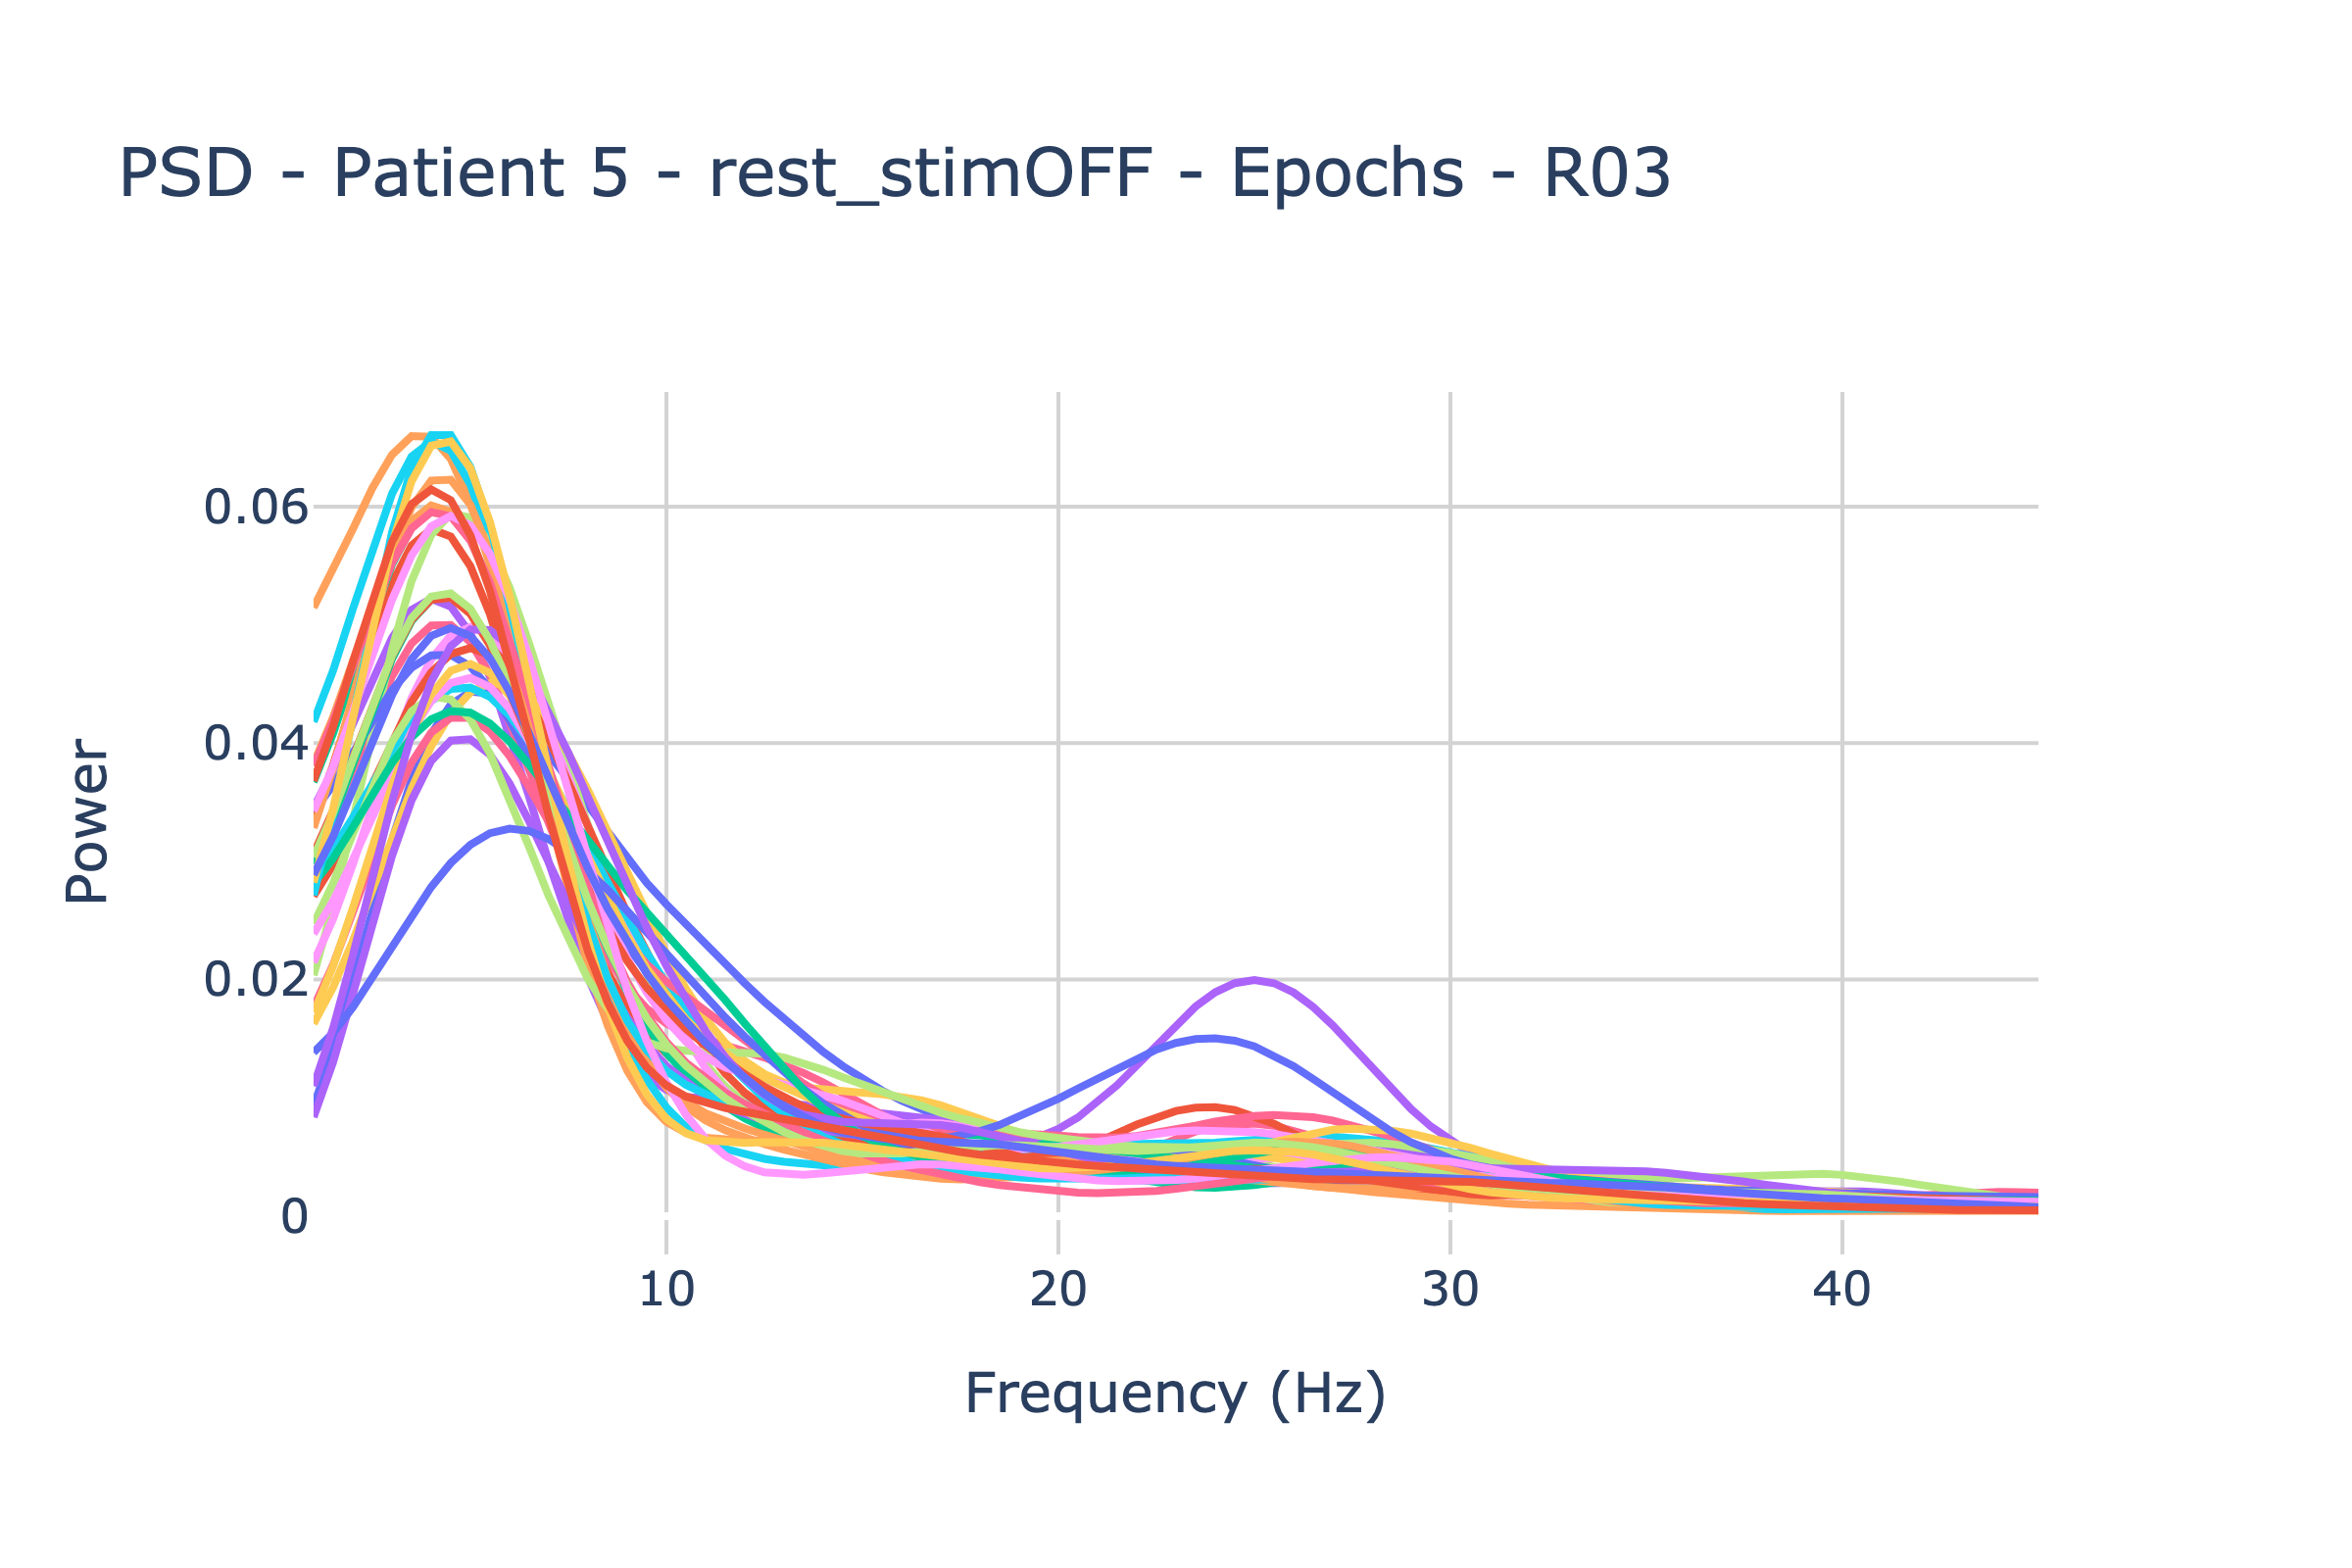 PSD - Patient 5 - rest_stimOFF - Epochs - R03
0.06
0.04
0.02
0
Power
10 20 30 40
Frequency (Hz)